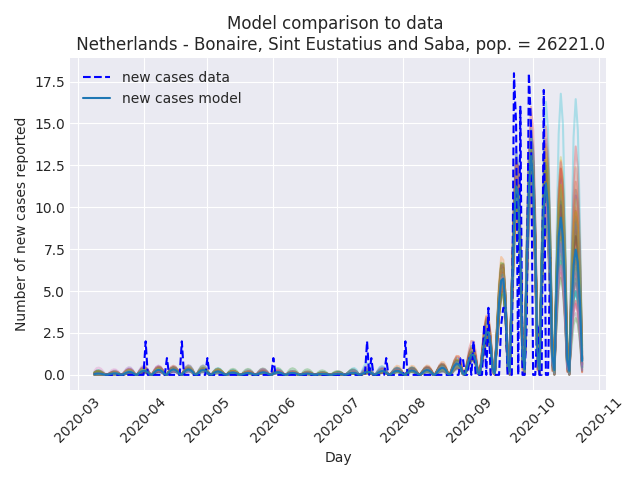 Model comparison to data
Netherlands - Bonaire, Sint Eustatius and Saba, pop. = 26221.0
new cases data
new cases model
Number of new cases reported
17.5
15.0
12.5
10.0
7.5
5.0
2.5
0.0
2020-03
2020-04
2020-05
2020-06
2020-07
2020-08
2020-09
2020-10
2020-11
Day